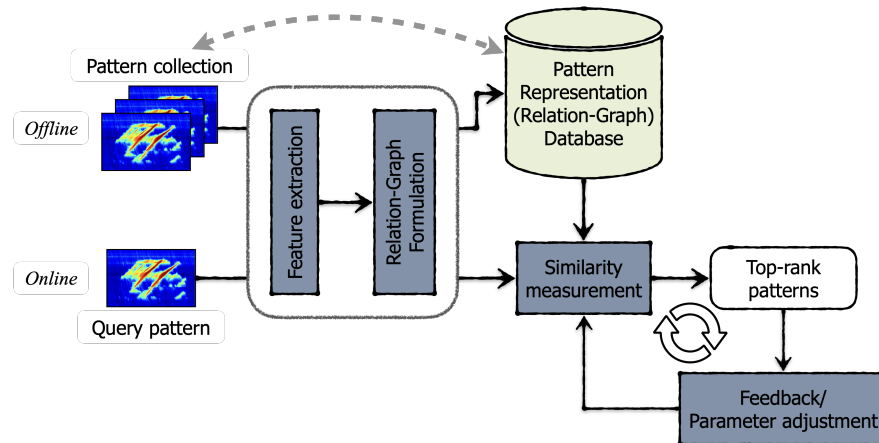 Pattern collection
Offline
Feature extraction
Relation-Graph
Formulation
Pattern
Representation
(Relation-Graph)
Database
Online
Query pattern
Similarity
measurement
Top-rank
patterns
Feedback/
Parameter adjustment